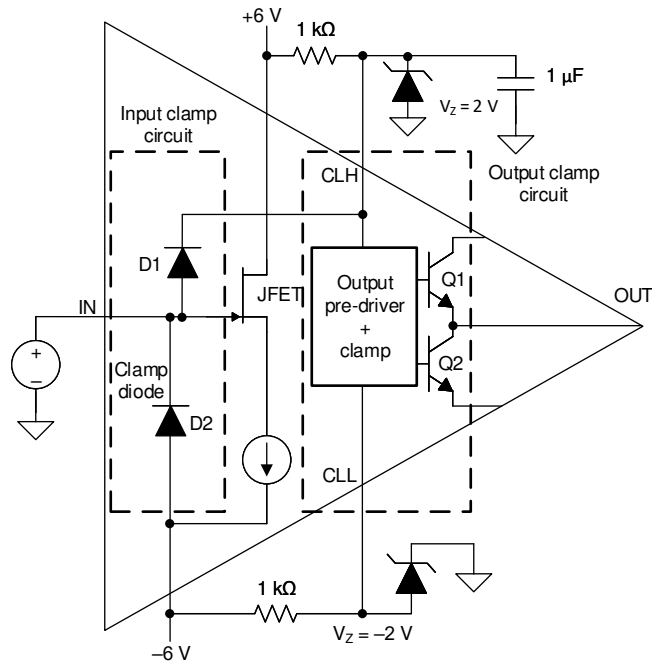 +6 V
1 kΩ
1 µF
V_Z = 2 V
Input clamp
circuit
Output clamp
circuit
CLH
D1
JFET
Output
pre-driver
+
clamp
Q1
OUT
IN
+
−
Clamp
diode
Q2
D2
CLL
1 kΩ
V_Z = −2 V
−6 V